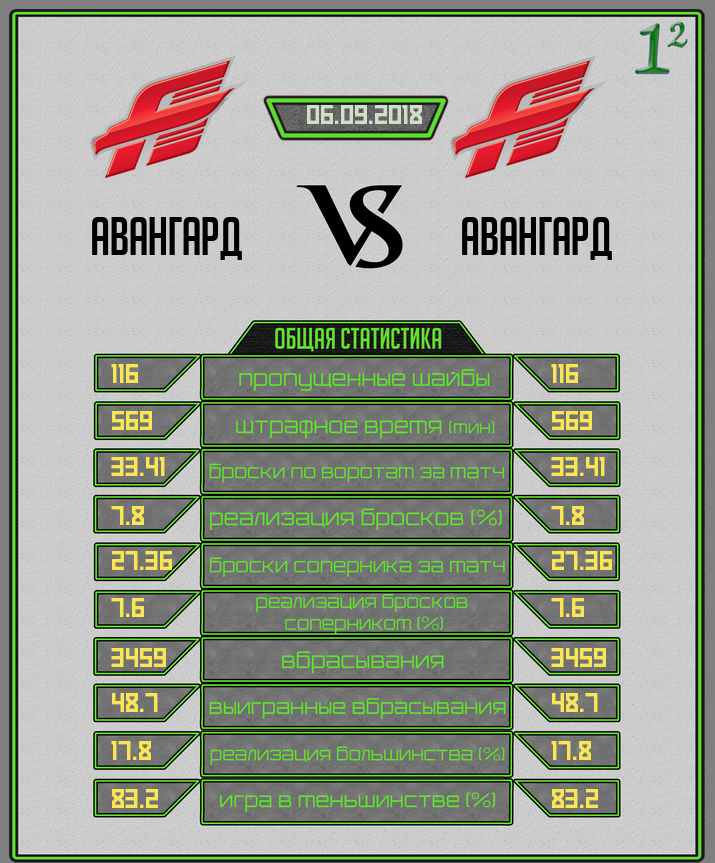 1²
06.09.2018
VS
АВАНГАРД АВАНГАРД
ОБЩАЯ СТАТИСТИКА
116 пропущенные шайбы 116
569 штрафное время (мин) 569
33.41 броски по воротам за матч 33.41
7.8 реализация бросков (%) 7.8
27.36 броски соперника за матч 27.36
7.6 реализация бросков 7.6
соперником (%)
3459 вбрасывания 3459
48.7 выигранные вбрасывания 48.7
17.8 реализация большинства (%) 17.8
83.2 игра в меньшинстве (%) 83.2